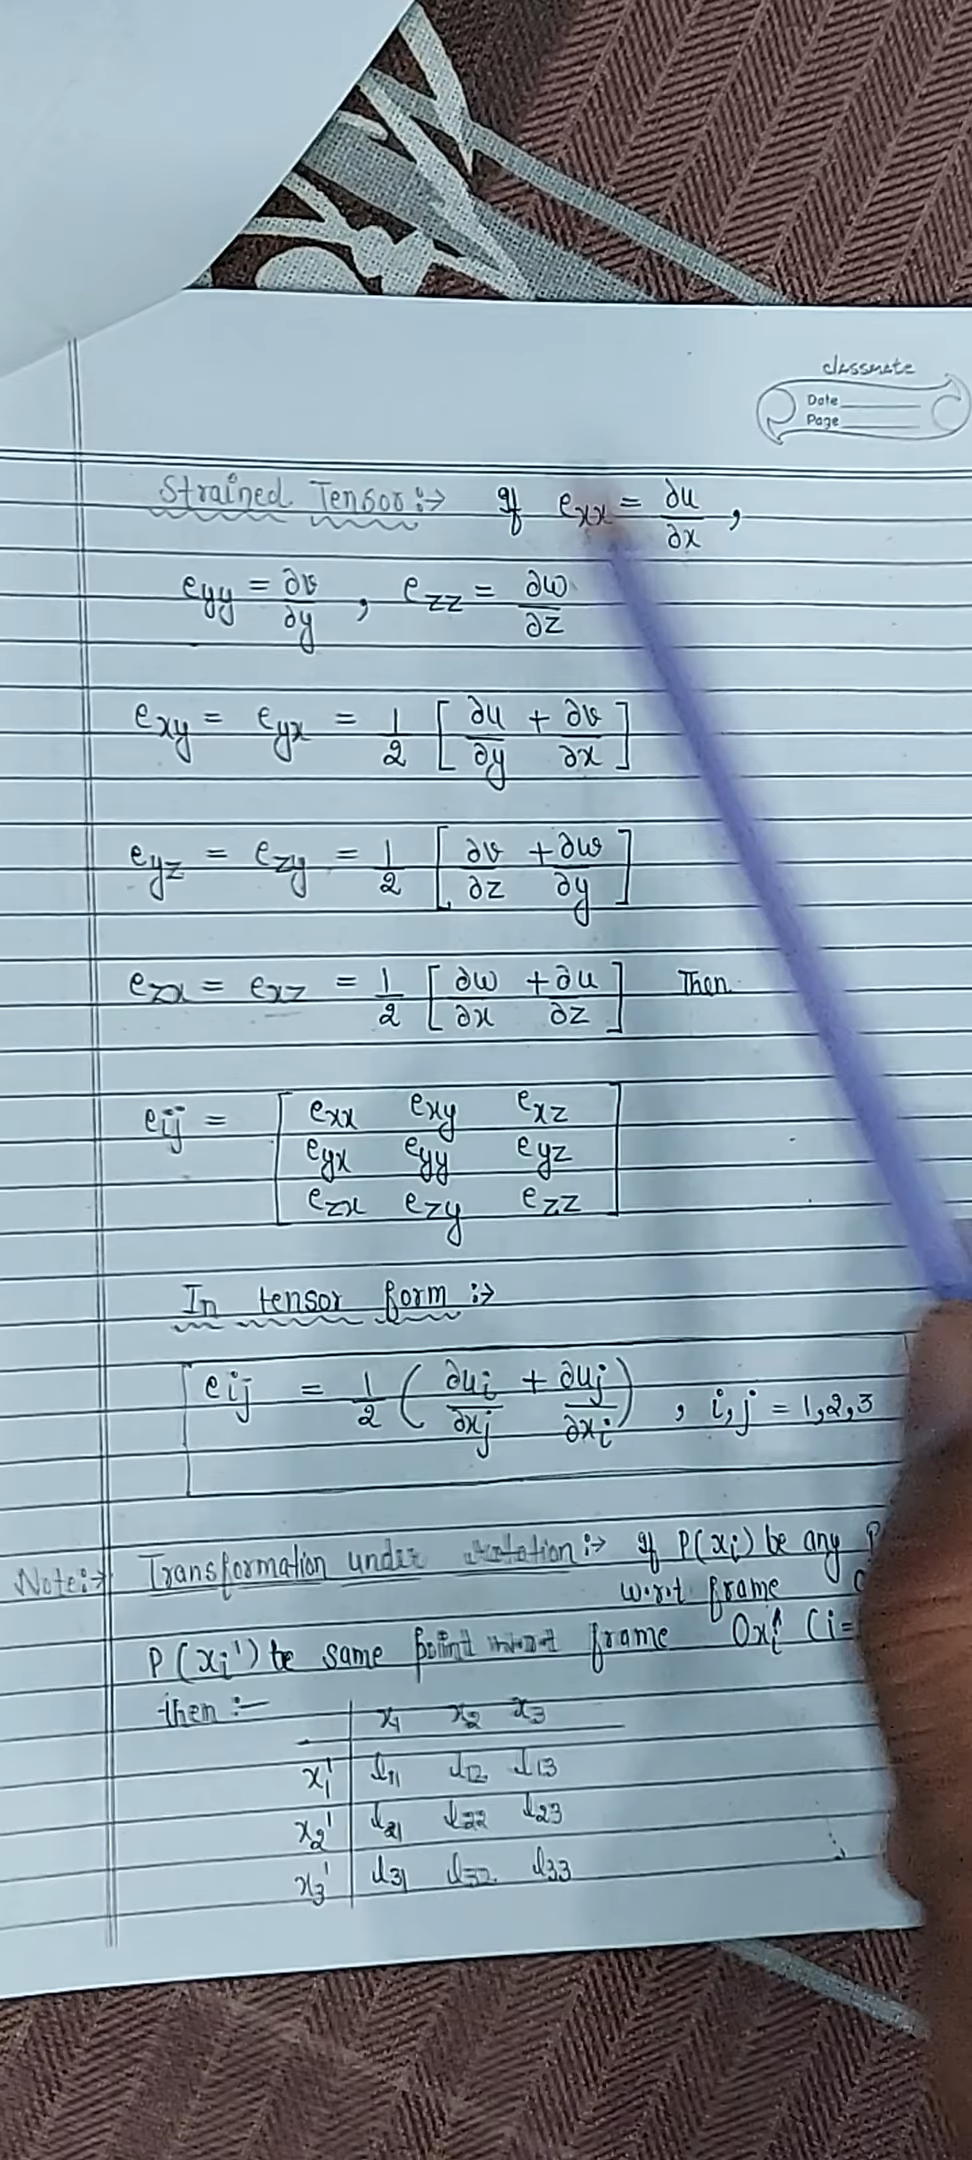 classmate
Date
Page
Strained Tensor :→ If exx = ∂u/∂x ,
eyy = ∂v/∂y , ezz = ∂w/∂z
exy = eyx = 1/2 [ ∂u/∂y + ∂v/∂x ]
eyz = ezy = 1/2 [ ∂v/∂z + ∂w/∂y ]
ezx = exz = 1/2 [ ∂w/∂x + ∂u/∂z ] Then
eij = [ exx exy exz
eyx eyy eyz
ezx ezy ezz ]
In tensor form :→
eij = 1/2 ( ∂ui/∂xj + ∂uj/∂xi ) , i,j = 1,2,3
Note :→ Transformation under rotation :→ If P(xi) be any
w.r.t frame
P(xi') be same point w.r.t frame Oxi' (i=
then :-
x1 x2 x3
x1' l11 l12 l13
x2' l21 l22 l23
x3' l31 l32 l33